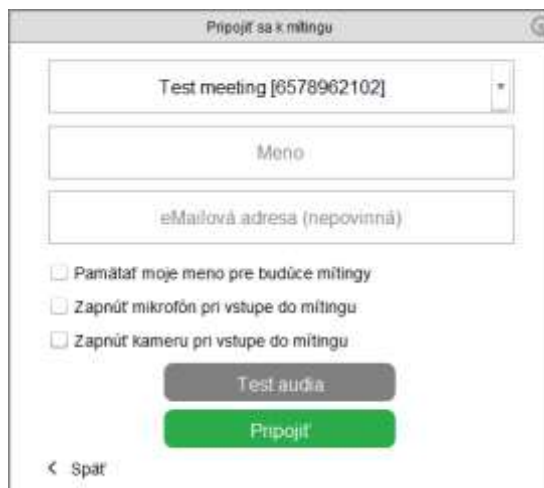 Pripojiť sa k mítingu
Test meeting [6578962102]
Meno
eMailová adresa (nepovinná)
Pamätať moje meno pre budúce mítingy
Zapnúť mikrofón pri vstupe do mítingu
Zapnúť kameru pri vstupe do mítingu
Test audia
Pripojiť
< Späť